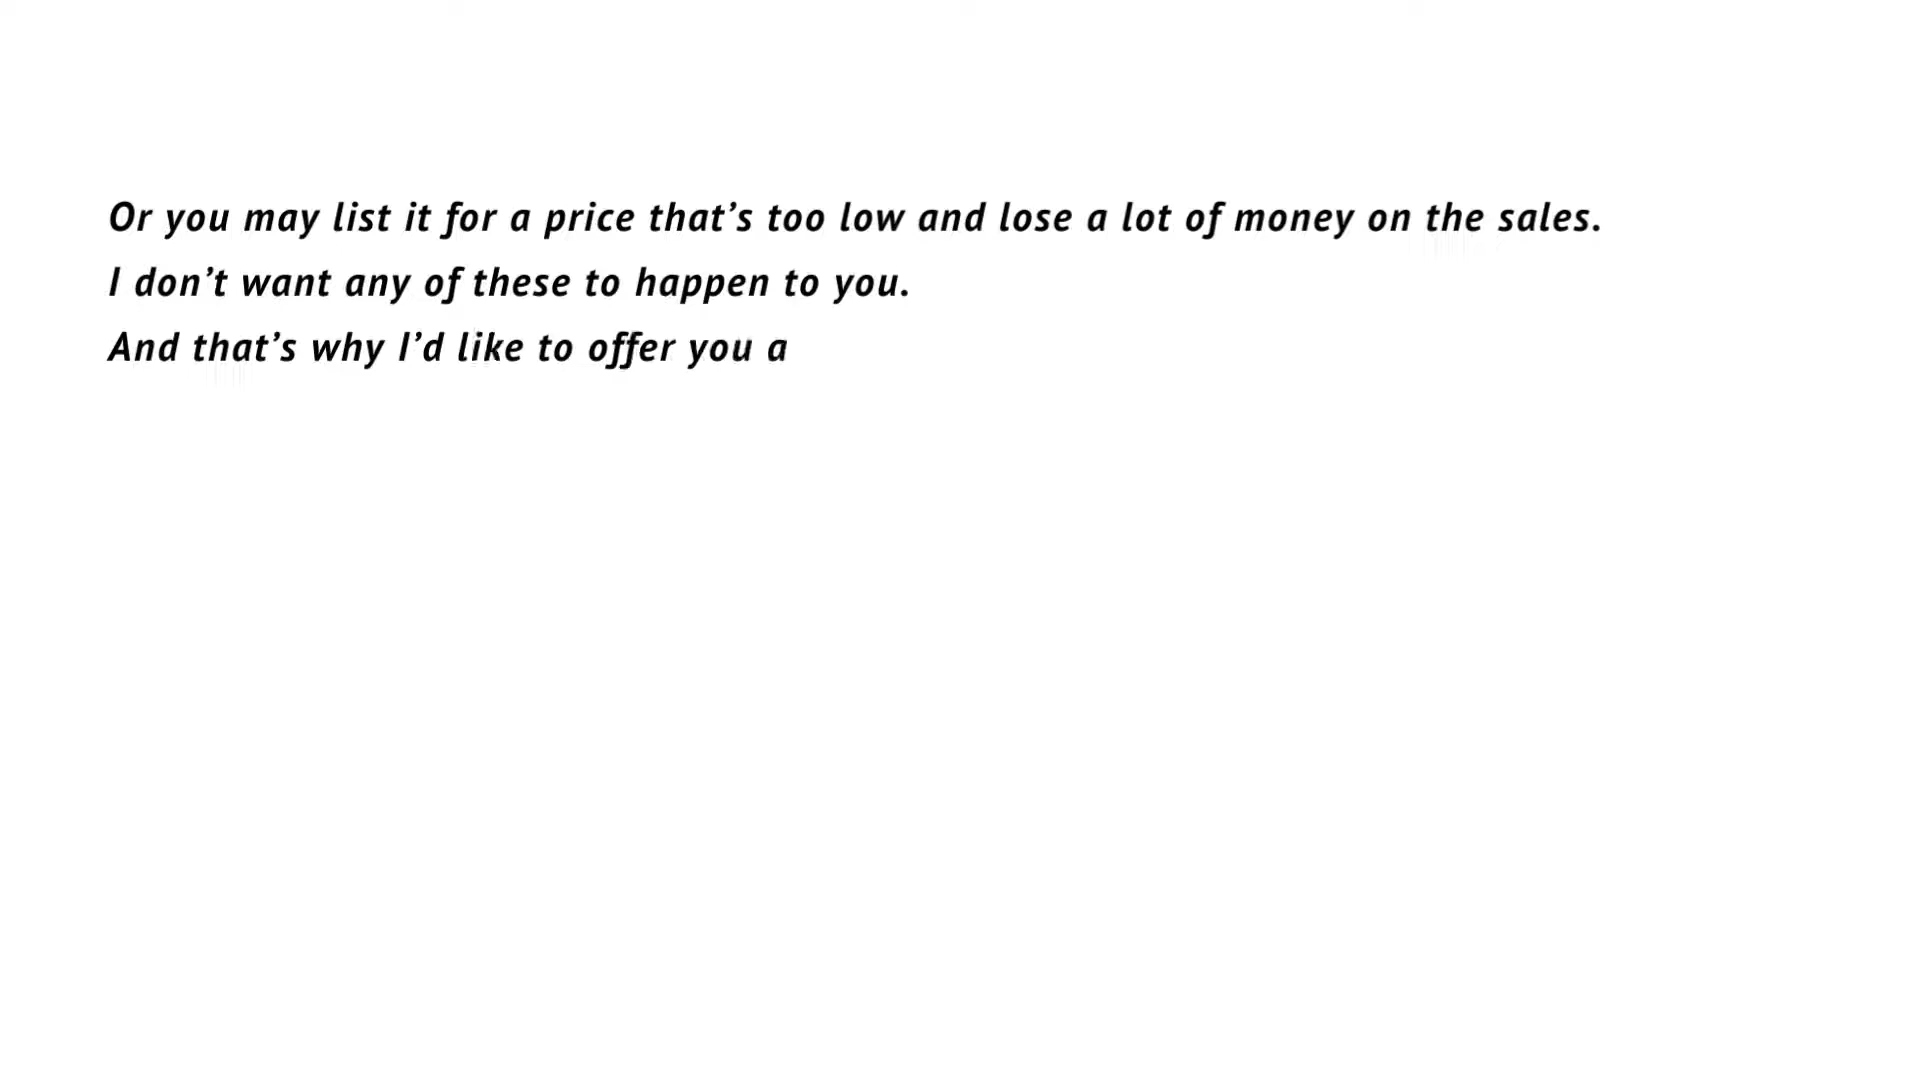 Or you may list it for a price that’s too low and lose a lot of money on the sales.
I don’t want any of these to happen to you.
And that’s why I’d like to offer you a